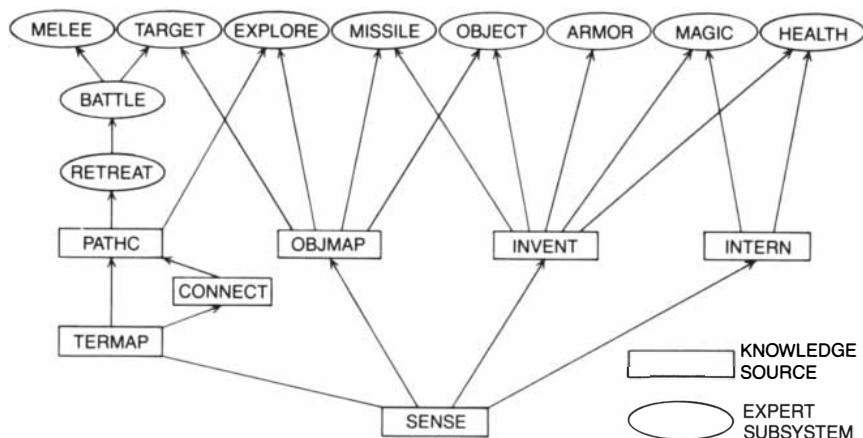 MELEE TARGET EXPLORE MISSILE OBJECT ARMOR MAGIC HEALTH
BATTLE
RETREAT
PATHC OBJMAP INVENT INTERN
CONNECT
TERMAP
KNOWLEDGE
SOURCE
SENSE
EXPERT
SUBSYSTEM